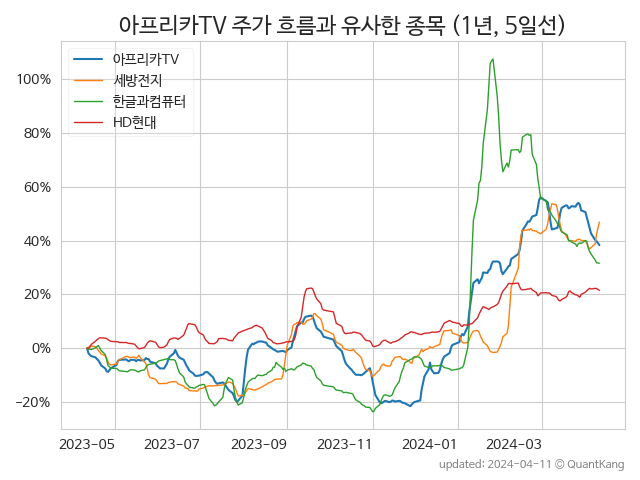 아프리카TV 주가 흐름과 유사한 종목 (1년, 5일선)
아프리카TV
세방전지
한글과컴퓨터
HD현대
100%
80%
60%
40%
20%
0%
−20%
2023-05 2023-07 2023-09 2023-11 2024-01 2024-03
updated: 2024-04-11 © QuantKang